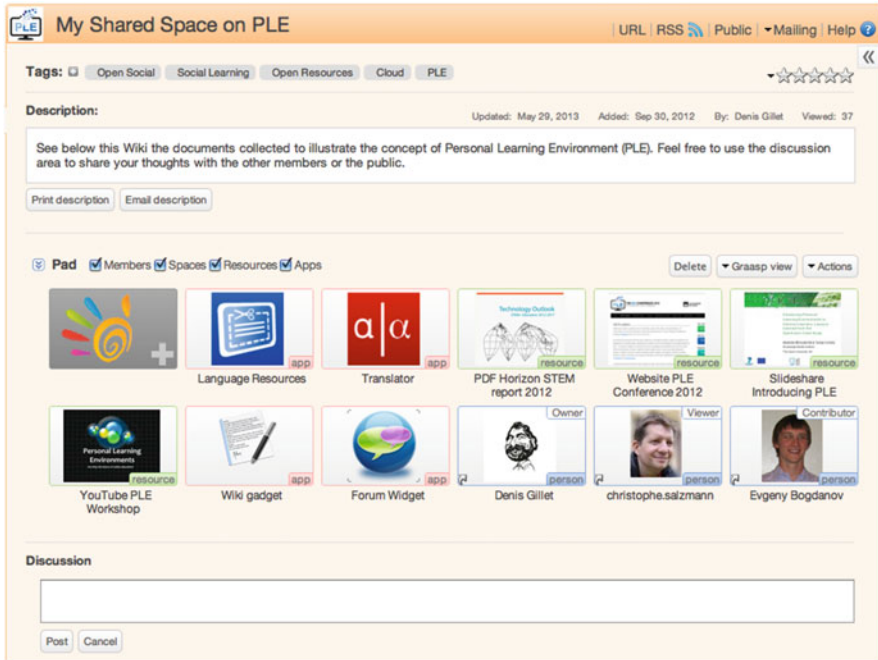 PLE My Shared Space on PLE URL RSS Public Mailing Help ?
Tags: Open Social Social Learning Open Resources Cloud PLE
Description: Updated: May 29, 2013 Added: Sep 30, 2012 By: Denis Gillet Viewed: 37
See below this Wiki the documents collected to illustrate the concept of Personal Learning Environment (PLE). Feel free to use the discussion
area to share your thoughts with the other members or the public.
Print description Email description
Pad Members Spaces Resources Apps Delete Graasp view Actions
Technology Outlook
a|α
app app resource resource resource
Language Resources Translator PDF Horizon STEM Website PLE Slideshare
report 2012 Conference 2012 Introducing PLE
Owner Viewer Contributor
Personal Learning
Environments
resource app app person person person
YouTube PLE Wiki gadget Forum Widget Denis Gillet christophe.salzmann Evgeny Bogdanov
Workshop
Discussion
Post Cancel